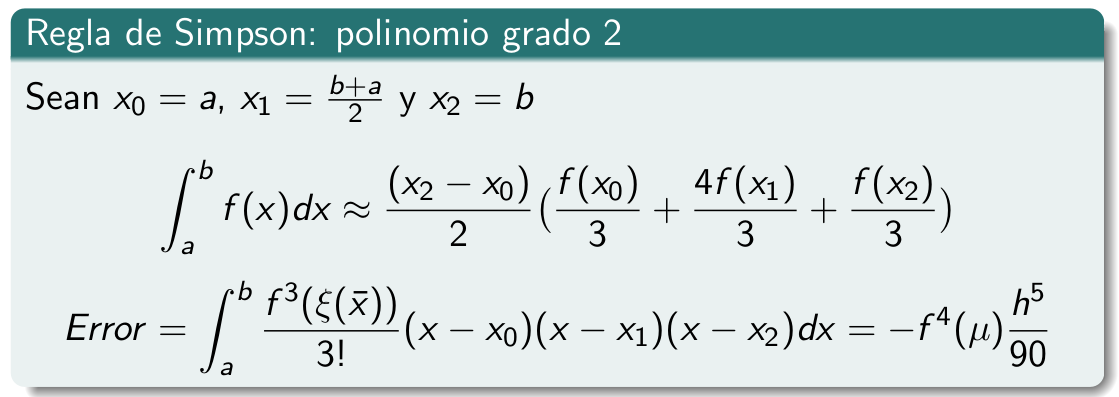 Regla de Simpson: polinomio grado 2
Sean $x_0 = a$, $x_1 = \frac{b+a}{2}$ y $x_2 = b$
$\int_a^b f(x)dx \approx \frac{(x_2 - x_0)}{2}(\frac{f(x_0)}{3} + \frac{4f(x_1)}{3} + \frac{f(x_2)}{3})$
$Error = \int_a^b \frac{f^3(\xi(\bar{x}))}{3!}(x - x_0)(x - x_1)(x - x_2)dx = -f^4(\mu)\frac{h^5}{90}$